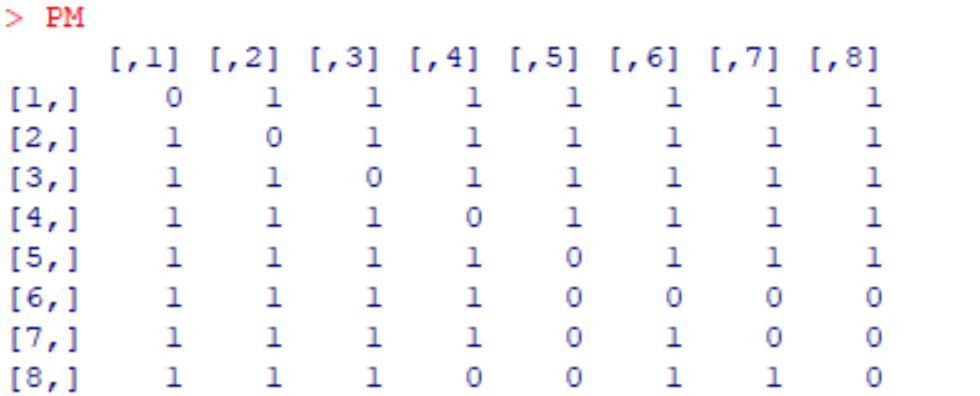 > PM
     [,1] [,2] [,3] [,4] [,5] [,6] [,7] [,8]
[1,]    0    1    1    1    1    1    1    1
[2,]    1    0    1    1    1    1    1    1
[3,]    1    1    0    1    1    1    1    1
[4,]    1    1    1    0    1    1    1    1
[5,]    1    1    1    1    0    1    1    1
[6,]    1    1    1    1    0    0    0    0
[7,]    1    1    1    1    0    1    0    0
[8,]    1    1    1    0    0    1    1    0